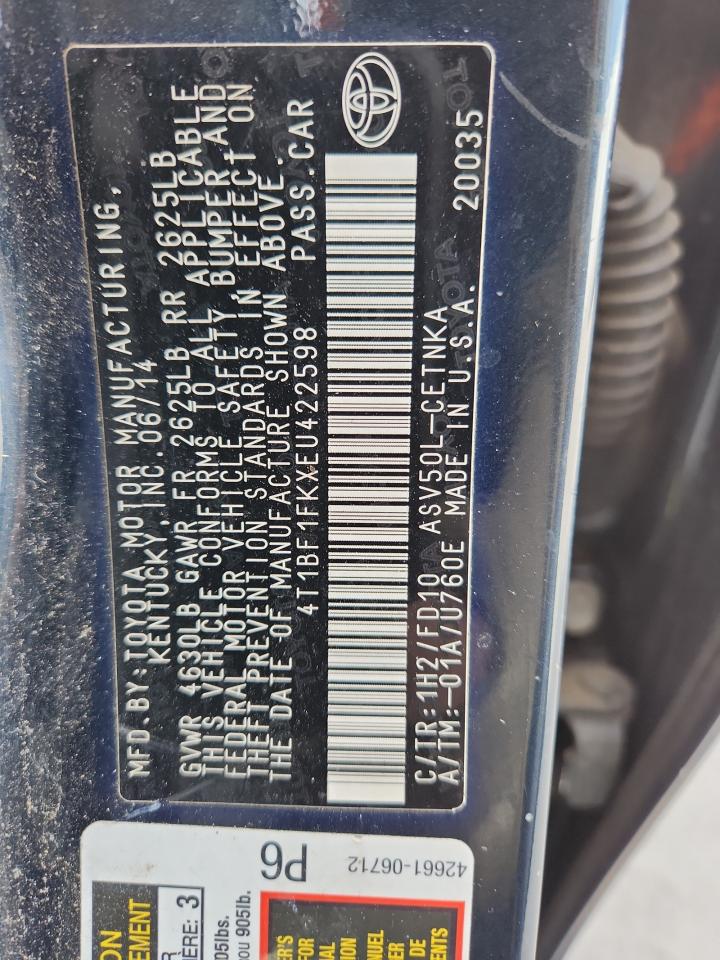 MFD.BY:TOYOTA MOTOR MANUFACTURING,
KENTUCKY,INC.06/14
GVWR 4630LB GAWR FR 2625LB RR 2625LB
THIS VEHICLE CONFORMS TO ALL APPLICABLE
FEDERAL MOTOR VEHICLE SAFETY, BUMPER AND
THEFT PREVENTION STANDARDS IN EFFECT ON
THE DATE OF MANUFACTURE SHOWN ABOVE.
4T1BF1FKXEU422598 PASS.CAR
C/TR:1H2/FD10 ASV50L-CETNKA
A/TM:-01A/U760E MADE IN U.S.A. 20035
P6
42661-06712
3
905lb.